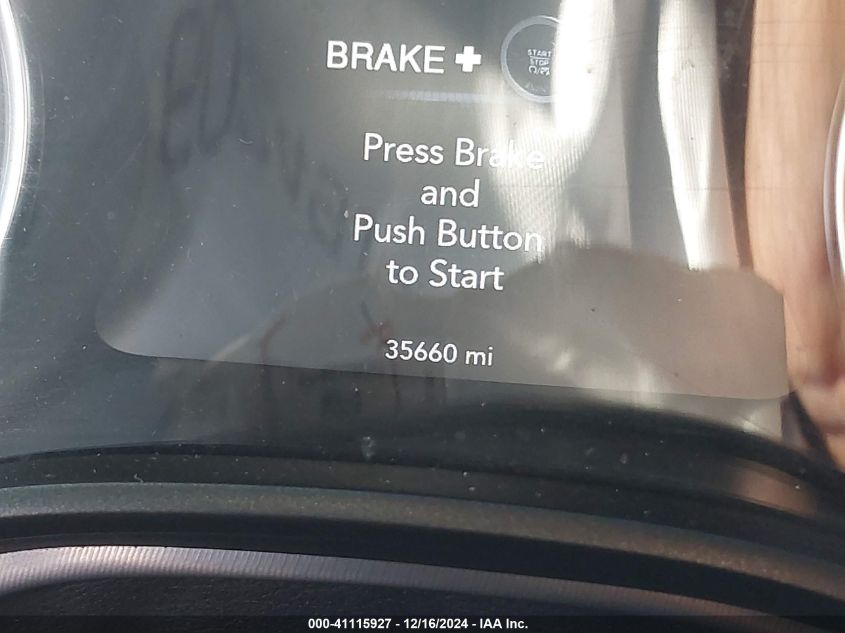 BRAKE +
START
STOP
Press Brake
and
Push Button
to Start
35660 mi
000-41115927 - 12/16/2024 - IAA Inc.